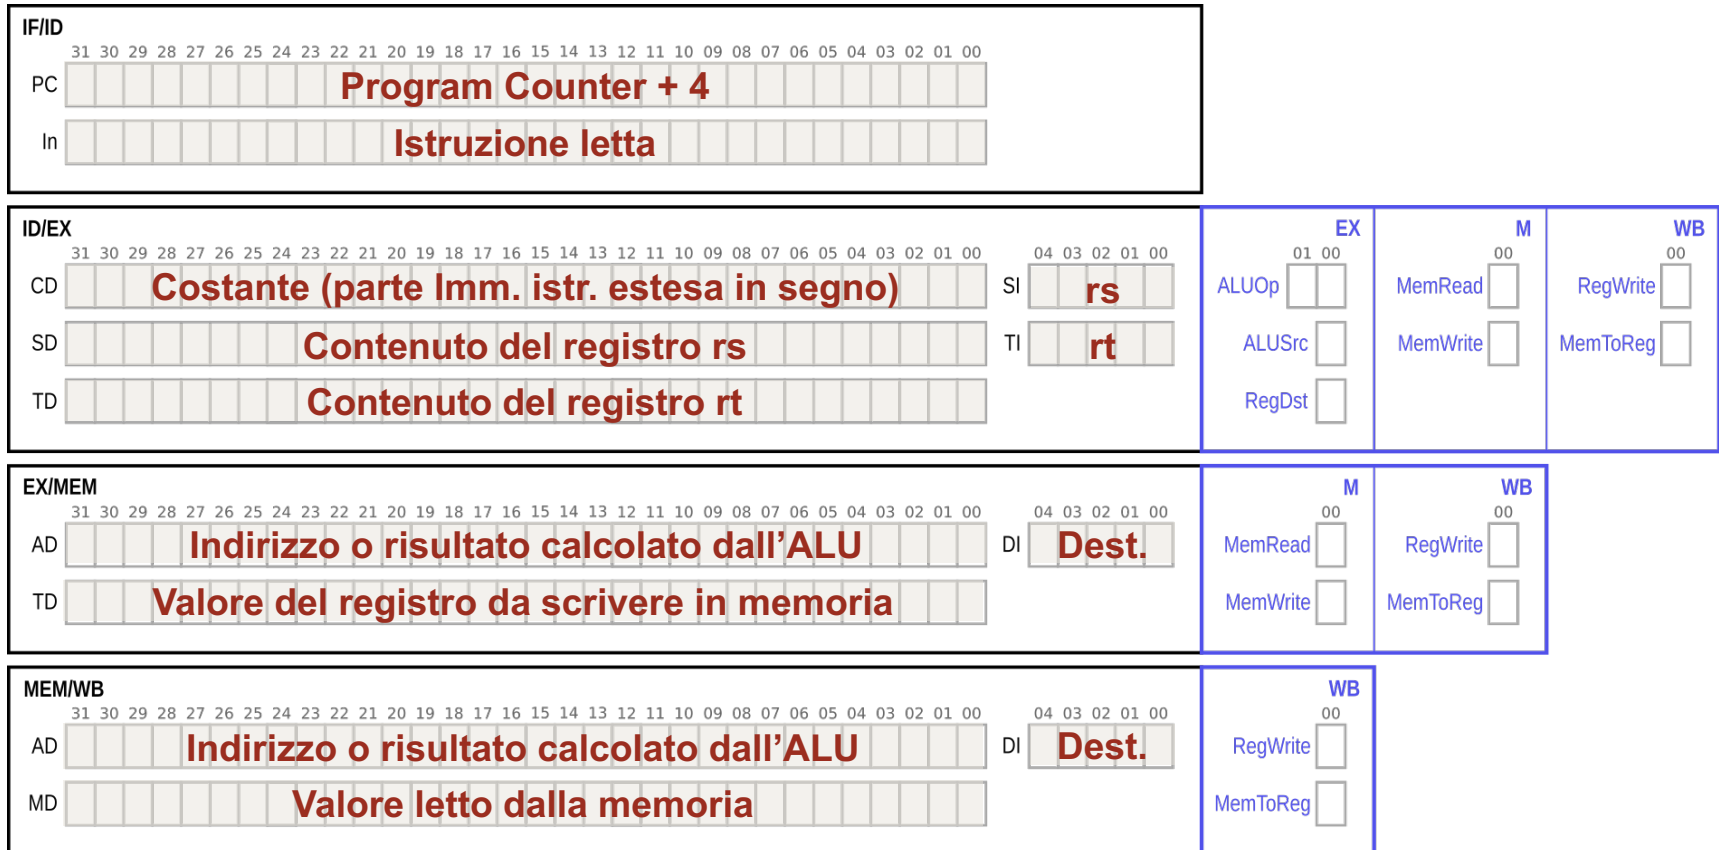 IF/ID
31 30 29 28 27 26 25 24 23 22 21 20 19 18 17 16 15 14 13 12 11 10 09 08 07 06 05 04 03 02 01 00
PC Program Counter + 4
In Istruzione letta
ID/EX EX M WB
31 30 29 28 27 26 25 24 23 22 21 20 19 18 17 16 15 14 13 12 11 10 09 08 07 06 05 04 03 02 01 00 04 03 02 01 00 01 00 00 00
CD Costante (parte Imm. istr. estesa in segno) SI rs ALUOp MemRead RegWrite
SD Contenuto del registro rs TI rt ALUSrc MemWrite MemToReg
TD Contenuto del registro rt RegDst
EX/MEM M WB
31 30 29 28 27 26 25 24 23 22 21 20 19 18 17 16 15 14 13 12 11 10 09 08 07 06 05 04 03 02 01 00 04 03 02 01 00 00 00
AD Indirizzo o risultato calcolato dall’ALU DI Dest. MemRead RegWrite
TD Valore del registro da scrivere in memoria MemWrite MemToReg
MEM/WB WB
31 30 29 28 27 26 25 24 23 22 21 20 19 18 17 16 15 14 13 12 11 10 09 08 07 06 05 04 03 02 01 00 04 03 02 01 00 00
AD Indirizzo o risultato calcolato dall’ALU DI Dest. RegWrite
MD Valore letto dalla memoria MemToReg